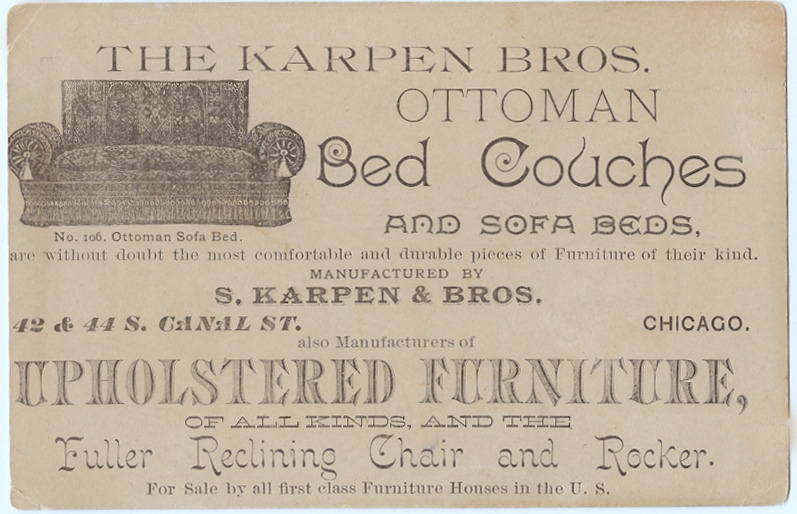 THE KARPEN BROS.
OTTOMAN
Bed Couches
AND SOFA BEDS,
No. 106. Ottoman Sofa Bed.
are without doubt the most comfortable and durable pieces of Furniture of their kind.
MANUFACTURED BY
S. KARPEN & BROS.
42 & 44 S. CANAL ST. CHICAGO.
also Manufacturers of
UPHOLSTERED FURNITURE,
OF ALL KINDS, AND THE
Fuller Reclining Chair and Rocker.
For Sale by all first class Furniture Houses in the U. S.